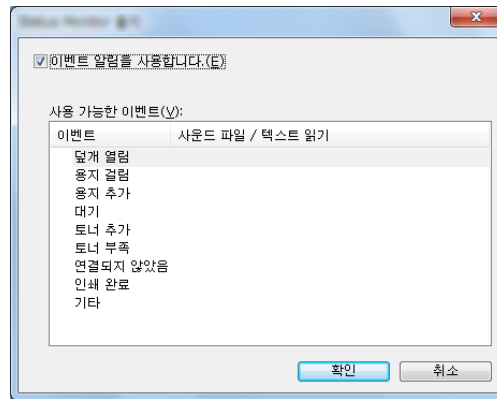 이벤트 알림을 사용합니다.(E)
사용 가능한 이벤트(V):
이벤트 사운드 파일 / 텍스트 읽기
덮개 열림
용지 걸림
용지 추가
대기
토너 추가
토너 부족
연결되지 않았음
인쇄 완료
기타
확인 취소